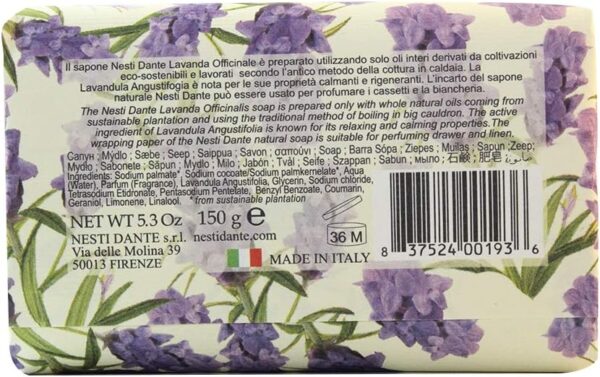 Il sapone Nesti Dante Lavanda Officinale è preparato utilizzando solo oli interi derivati da coltivazioni
eco-sostenibili e lavorati secondo l'antico metodo della cottura in caldaia. La
Lavandula Angustifogia è nota per le sue proprietà calmanti e rigeneranti. L'incarto del sapone
naturale Nesti Dante può essere usato per profumare i cassetti e la biancheria.
The Nesti Dante Lavanda Officinalis soap is prepared only with whole natural oils coming from
sustainable plantation and using the traditional method of boiling in big cauldron. The active
ingredient of Lavandula Angustifolia is known for its relaxing and calming properties.The
wrapping paper of the Nesti Dante natural soap is suitable for perfuming drawer and linen.
Сапун ; Mýdlo ; Sæbe ; Seep ; Saippua ; Savon ; σαπούνι ; Soap ; Barra Sópa ; Ziepes ; Muilas ; Sapun ;Zeep;
Mydło ; Sabonete ; Săpun ; Mydlo ; Milo ; Jabón ; Tvål ; Seife ; Szappan ; Sabun ; мыло ; 石鹸 ; 肥皂 ; صابونة
Ingredients: Sodium palmate*, Sodium cocoate/Sodium palmkernelate*, Aqua
(Water), Parfum (Fragrance), Lavandula Angustifolia, Glycerin, Sodium chloride,
Tetrasodium Etidronate, Pentasodium Pentetate, Benzyl Benzoate, Coumarin,
Geraniol, Limonene, Linalool. * from sustainable plantation
NET WT 5.3 Oz 150 g e
NESTI DANTE s.r.l. nestidante.com
Via delle Molina 39
50013 FIRENZE
MADE IN ITALY
36 M
8 37524 00193 6